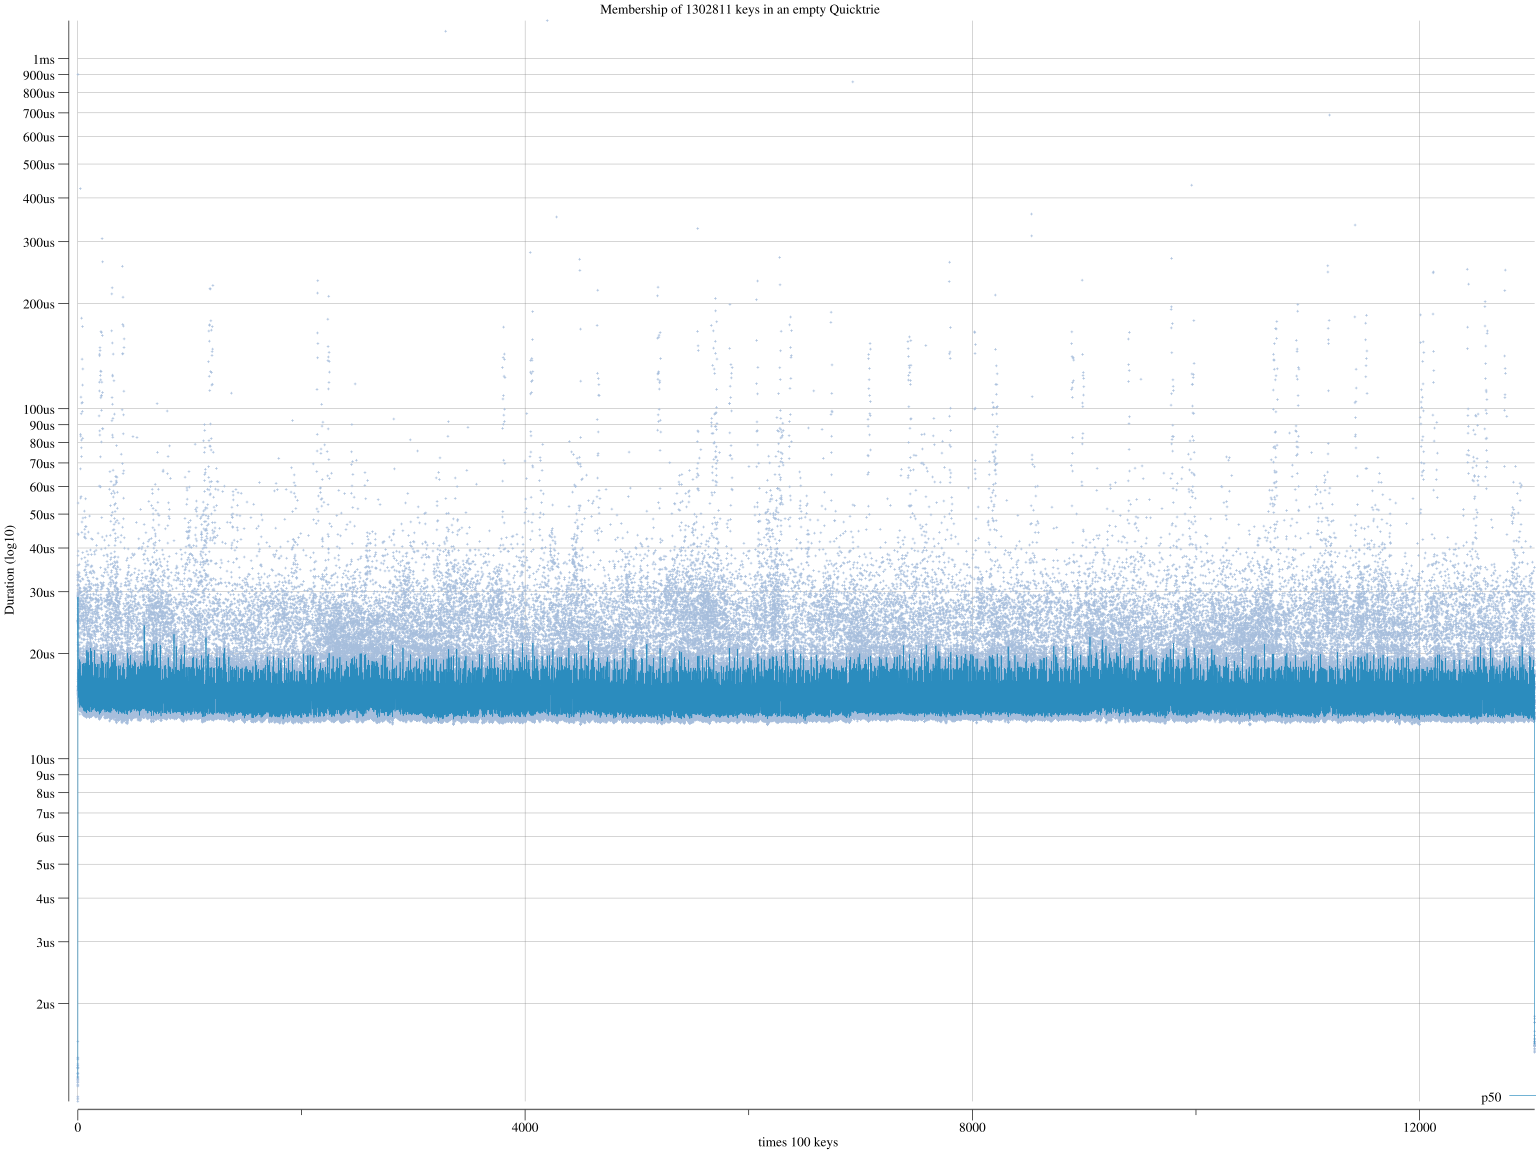 Membership of 1302811 keys in an empty Quicktrie
1ms
900us
800us
700us
600us
500us
400us
300us
200us
100us
90us
80us
70us
60us
50us
40us
30us
20us
10us
9us
8us
7us
6us
5us
4us
3us
2us
Duration (log10)
p50
0
4000
8000
12000
times 100 keys